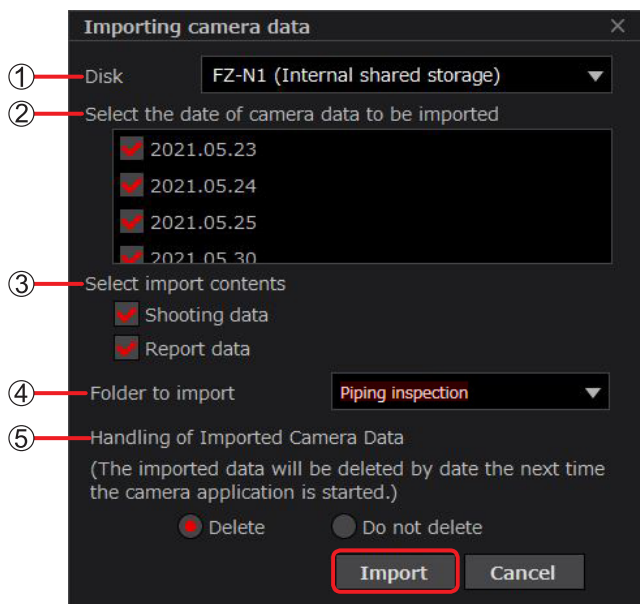 Importing camera data
① Disk FZ-N1 (Internal shared storage)
② Select the date of camera data to be imported
2021.05.23
2021.05.24
2021.05.25
2021.05.30
③ Select import contents
Shooting data
Report data
④ Folder to import Piping inspection
⑤ Handling of Imported Camera Data
(The imported data will be deleted by date the next time
the camera application is started.)
Delete Do not delete
Import Cancel